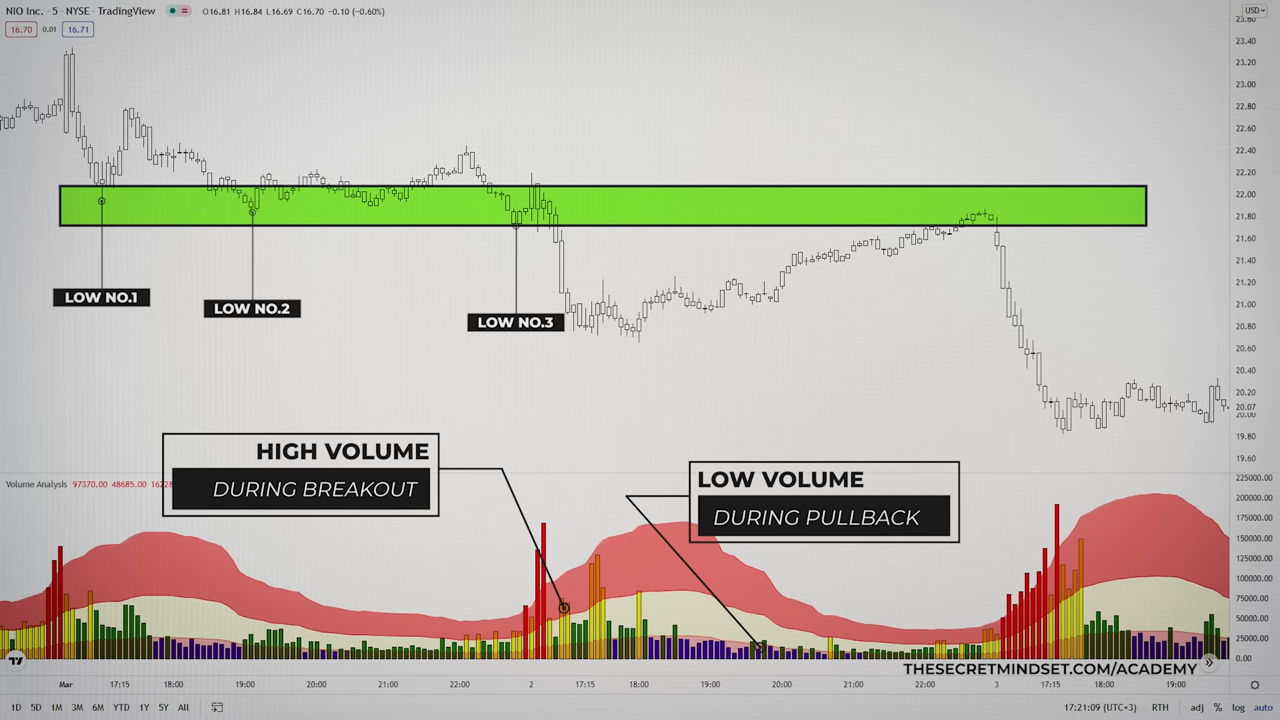 NIO Inc. · 5 · NYSE · TradingView
O16.81 H16.84 L16.69 C16.70 −0.10 (−0.60%)
USD
16.70 0.01 16.71
23.60
23.40
23.20
23.00
22.80
22.60
22.40
22.20
22.00
21.80
21.60
21.40
21.20
21.00
20.80
20.60
20.40
20.20
20.07
20.00
19.80
19.60
LOW NO.1
LOW NO.2
LOW NO.3
HIGH VOLUME
DURING BREAKOUT
LOW VOLUME
DURING PULLBACK
Volume Analysis 97370.00 48685.00 16228
225000.00
200000.00
175000.00
150000.00
125000.00
100000.00
75000.00
50000.00
25000.00
0.00
THESECRETMINDSET.COM/ACADEMY
Mar 17:15 18:00 19:00 20:00 21:00 22:00 2 17:15 18:00 19:00 20:00 21:00 22:00 3 17:15 18:00 19:00
1D 5D 1M 3M 6M YTD 1Y 5Y All
17:21:09 (UTC+3) RTH adj % log auto